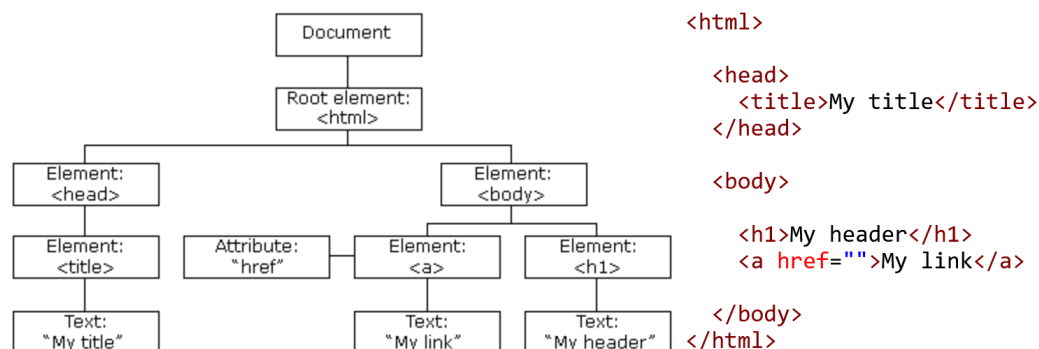 Document
Root element:
<html>
Element:
<head>
Element:
<body>
Element:
<title>
Attribute:
“href”
Element:
<a>
Element:
<h1>
Text:
“My title”
Text:
“My link”
Text:
“My header”
<html>
<head>
<title>My title</title>
</head>
<body>
<h1>My header</h1>
<a href="">My link</a>
</body>
</html>